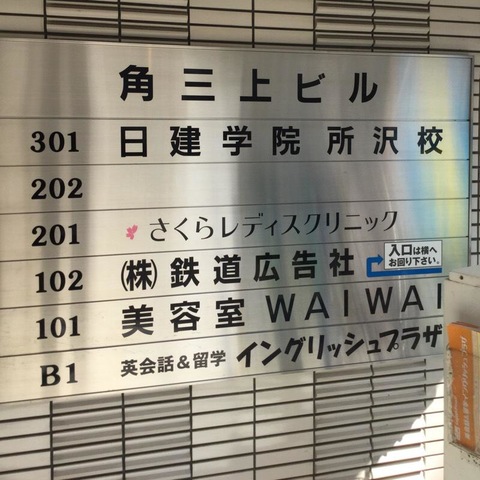 角三上ビル
301 日建学院 所沢校
202
201 さくらレディスクリニック
102 ㈱鉄道広告社
入口は横へ
お回り下さい。
101 美容室 WAIWAI
B1 英会話&留学 イングリッシュプラザ